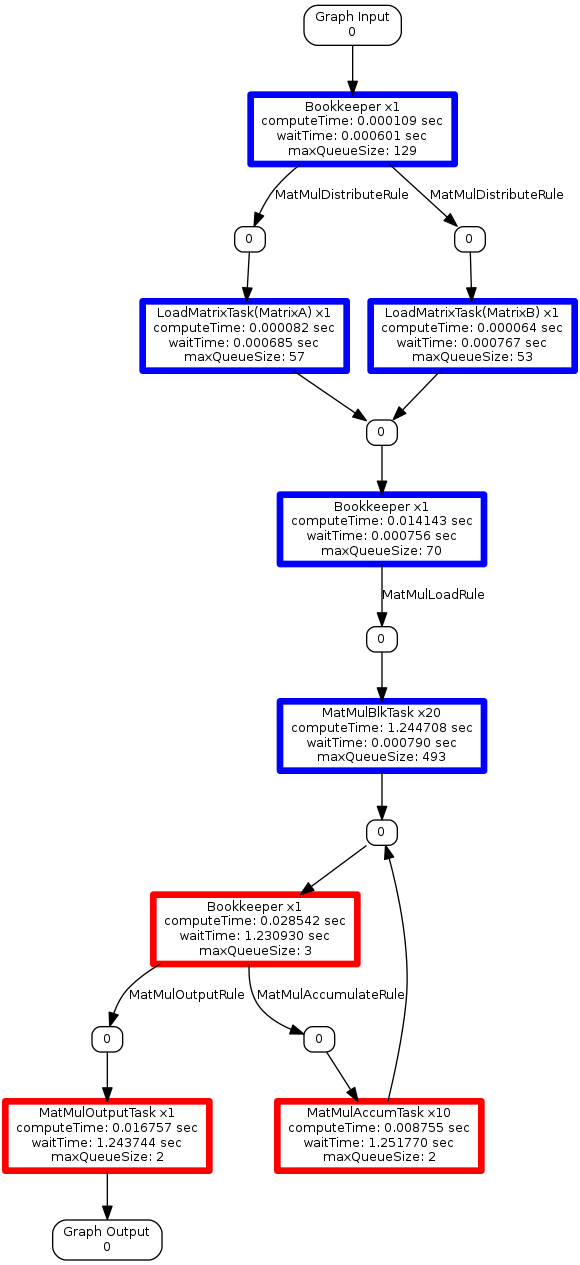 Graph Input
0
Bookkeeper x1
computeTime: 0.000109 sec
waitTime: 0.000601 sec
maxQueueSize: 129
MatMulDistributeRule
MatMulDistributeRule
0
0
LoadMatrixTask(MatrixA) x1
computeTime: 0.000082 sec
waitTime: 0.000685 sec
maxQueueSize: 57
LoadMatrixTask(MatrixB) x1
computeTime: 0.000064 sec
waitTime: 0.000767 sec
maxQueueSize: 53
0
Bookkeeper x1
computeTime: 0.014143 sec
waitTime: 0.000756 sec
maxQueueSize: 70
MatMulLoadRule
0
MatMulBlkTask x20
computeTime: 1.244708 sec
waitTime: 0.000790 sec
maxQueueSize: 493
0
Bookkeeper x1
computeTime: 0.028542 sec
waitTime: 1.230930 sec
maxQueueSize: 3
MatMulOutputRule
MatMulAccumulateRule
0
0
MatMulOutputTask x1
computeTime: 0.016757 sec
waitTime: 1.243744 sec
maxQueueSize: 2
MatMulAccumTask x10
computeTime: 0.008755 sec
waitTime: 1.251770 sec
maxQueueSize: 2
Graph Output
0